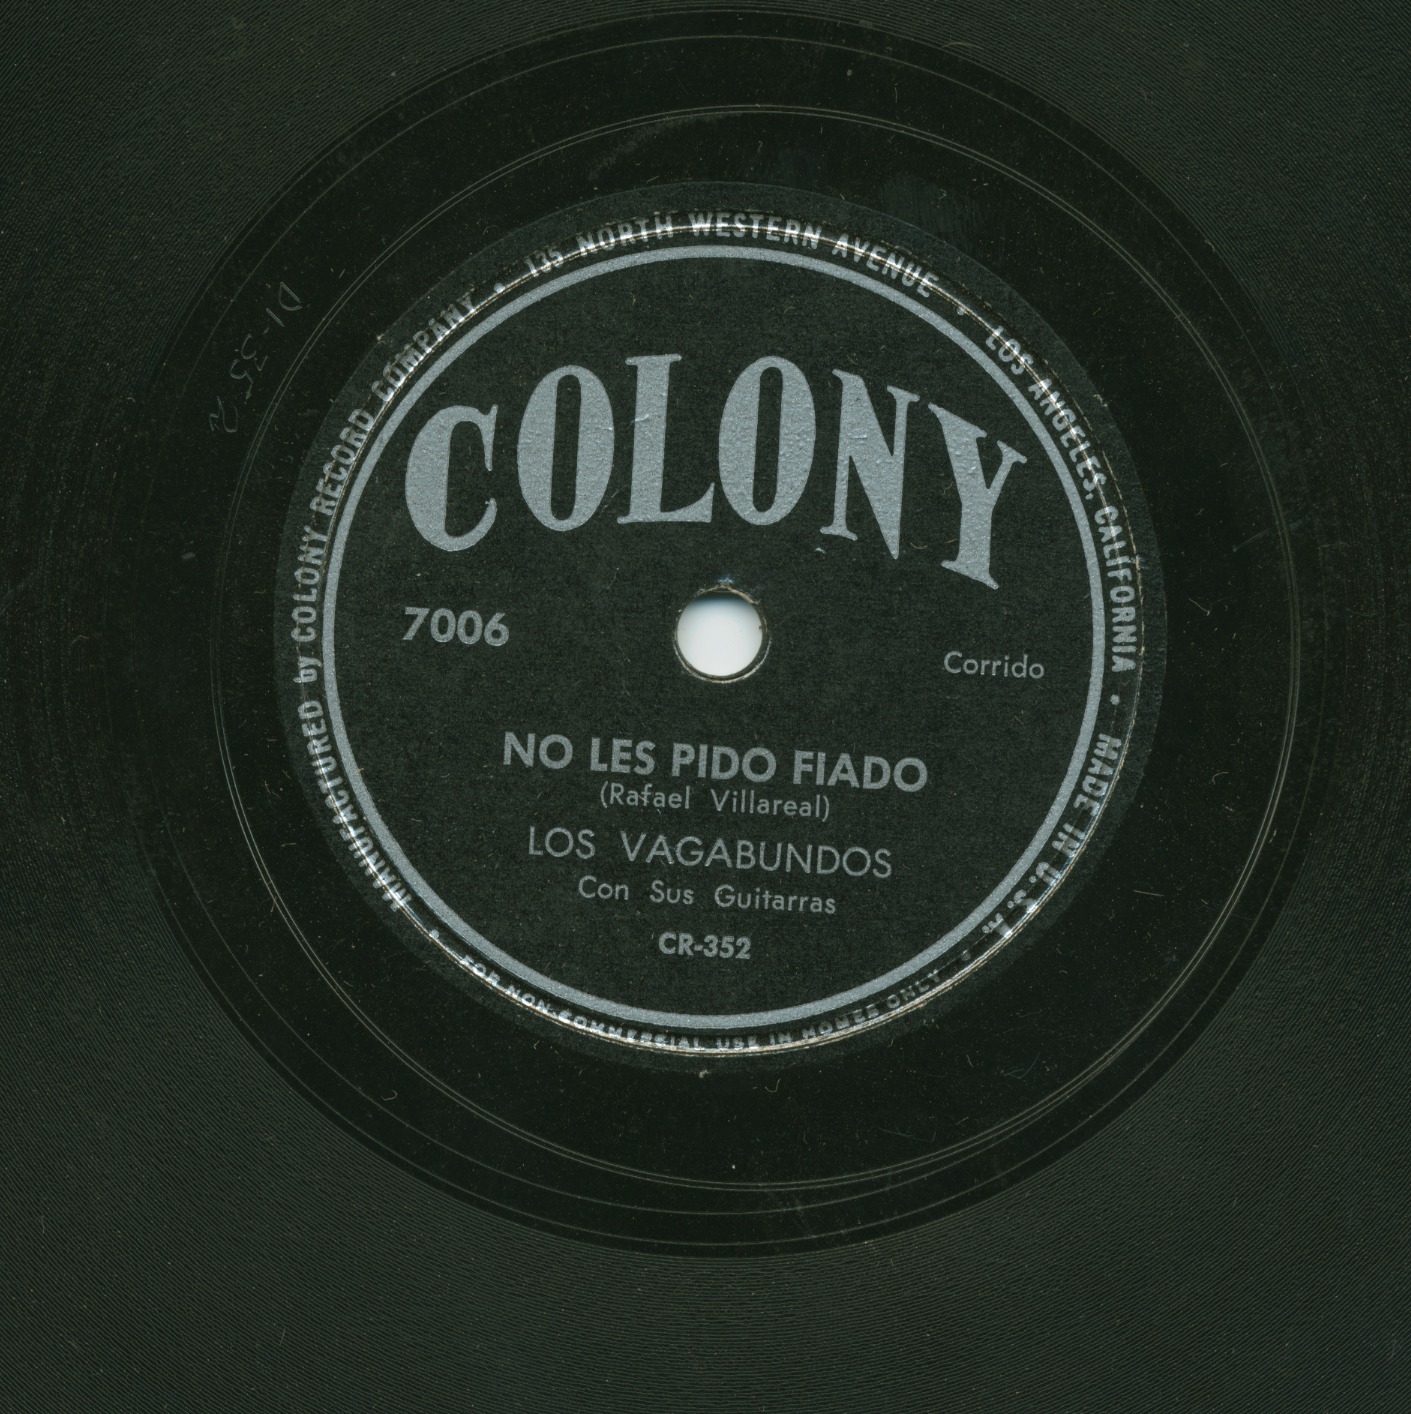 MANUFACTURED by COLONY RECORD COMPANY • 135 NORTH WESTERN AVENUE • LOS ANGELES, CALIFORNIA • MADE IN U. S. A. •
COLONY
7006
Corrido
NO LES PIDO FIADO
(Rafael Villareal)
LOS VAGABUNDOS
Con Sus Guitarras
CR-352
FOR NON-COMMERCIAL USE IN HOMES ONLY •